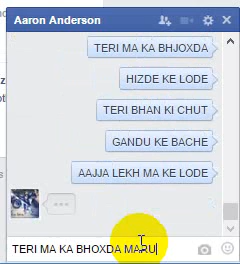 Aaron Anderson
TERI MA KA BHJOXDA
HIZDE KE LODE
TERI BHAN KI CHUT
GANDU KE BACHE
AAJJA LEKH MA KE LODE
TERI MA KA BHOXDA MARU